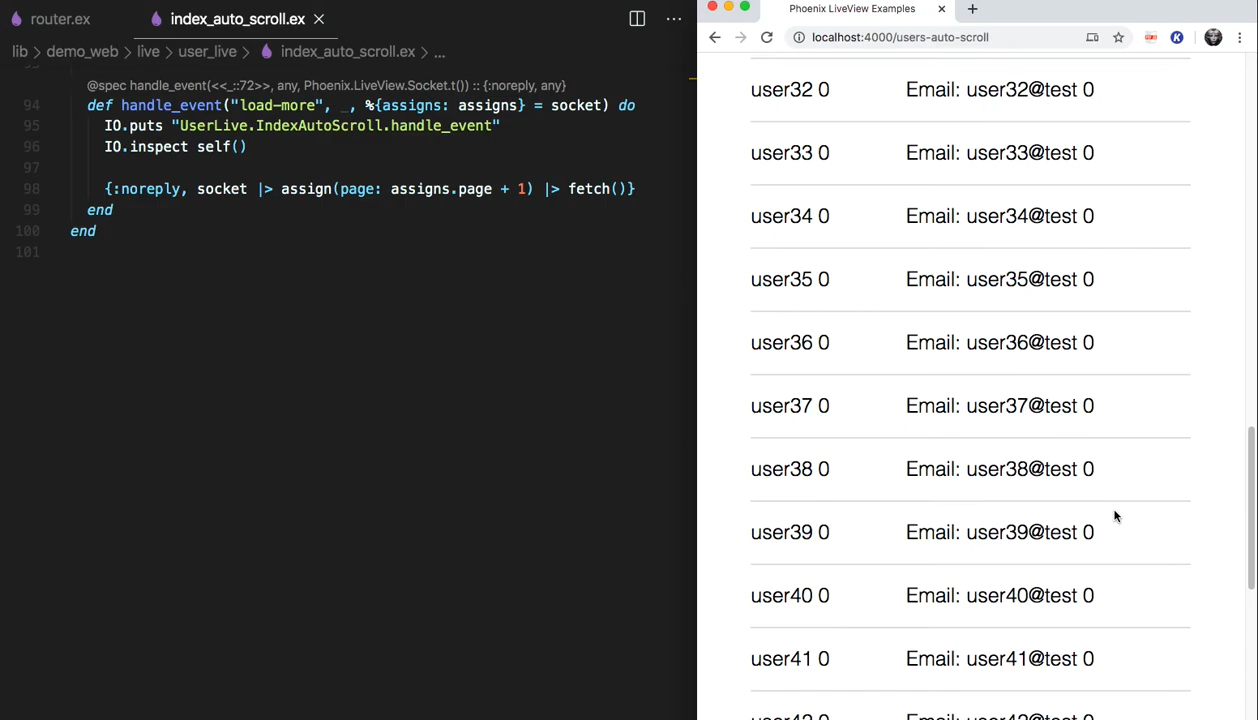 router.ex
index_auto_scroll.ex
lib > demo_web > live > user_live > index_auto_scroll.ex > ...
@spec handle_event(<<_::72>>, any, Phoenix.LiveView.Socket.t()) :: {:noreply, any}
94 def handle_event("load-more", _, %{assigns: assigns} = socket) do
95 IO.puts "UserLive.IndexAutoScroll.handle_event"
96 IO.inspect self()
97
98 {:noreply, socket |> assign(page: assigns.page + 1) |> fetch()}
99 end
100 end
101
Phoenix LiveView Examples
localhost:4000/users-auto-scroll
user32 0 Email: user32@test 0
user33 0 Email: user33@test 0
user34 0 Email: user34@test 0
user35 0 Email: user35@test 0
user36 0 Email: user36@test 0
user37 0 Email: user37@test 0
user38 0 Email: user38@test 0
user39 0 Email: user39@test 0
user40 0 Email: user40@test 0
user41 0 Email: user41@test 0